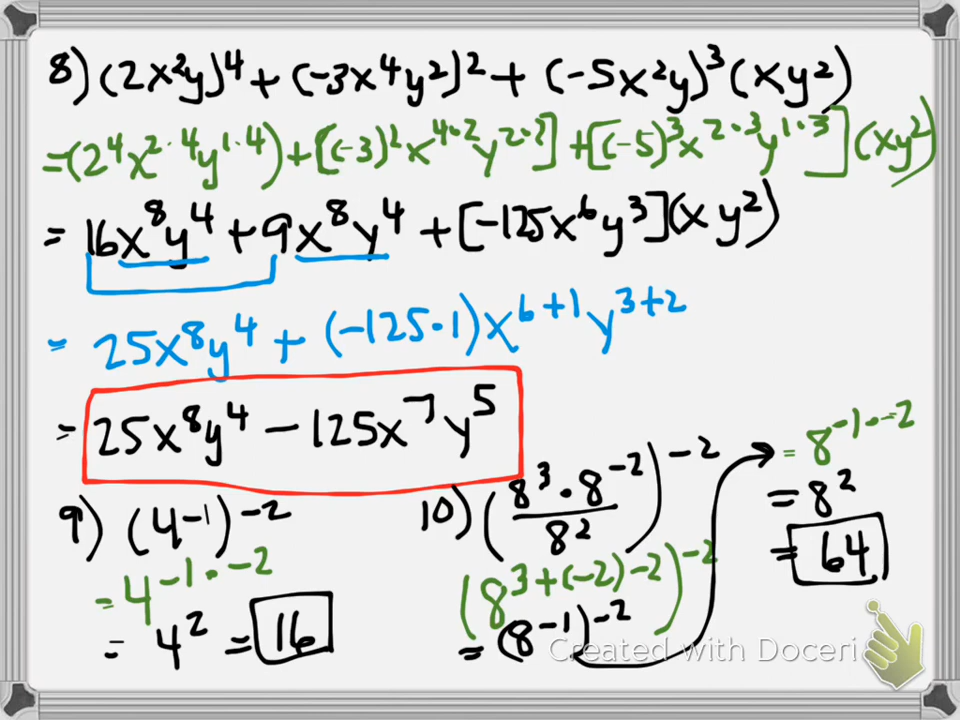 8) (2x²y)⁴ + (-3x⁴y²)² + (-5x²y)³(xy²)
=(2⁴x²·⁴y¹·⁴) + [(-3)²x⁴·²y²·²] + [(-5)³x²·³y¹·³](xy²)
= 16x⁸y⁴ + 9x⁸y⁴ + [-125x⁶y³](xy²)
= 25x⁸y⁴ + (-125·1)x⁶⁺¹y³⁺²
= 25x⁸y⁴ - 125x⁷y⁵
9) (4⁻¹)⁻²
= 4⁻¹·⁻²
= 4² = 16
10) (8³·8⁻²/8²)⁻²
(8³⁺⁽⁻²⁾⁻²)⁻²
= (8⁻¹)⁻²
= 8⁻¹·⁻²
= 8²
= 64
Created with Doceri